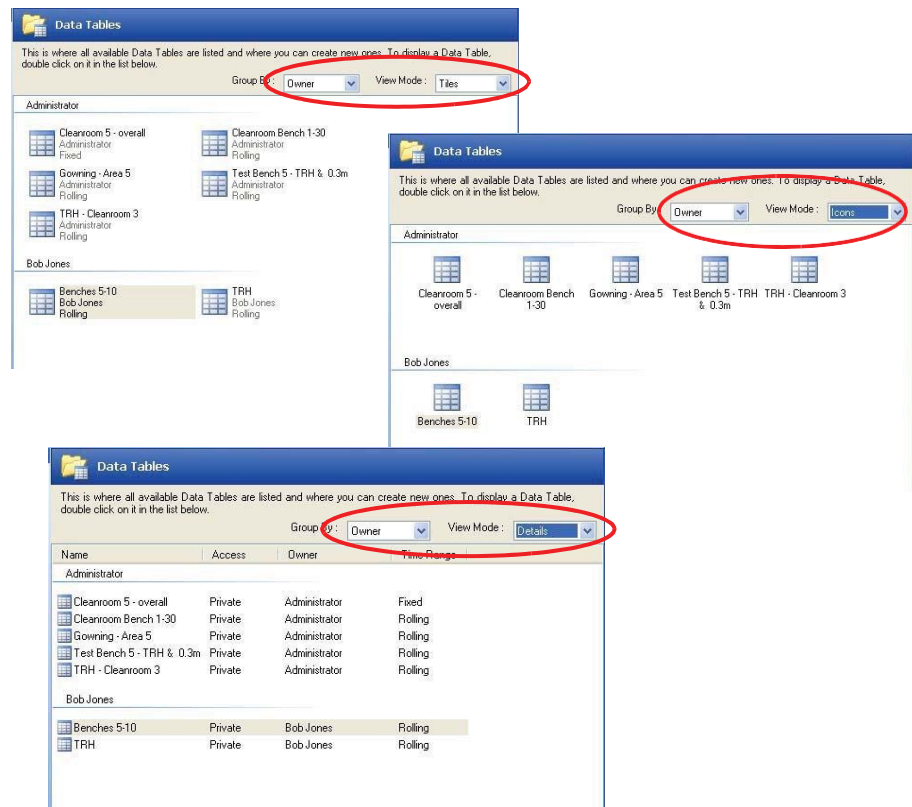 Data Tables
This is where all available Data Tables are listed and where you can create new ones. To display a Data Table,
double click on it in the list below.
Group By : Owner View Mode : Tiles
Administrator
Cleanroom 5 - overall
Administrator
Fixed
Cleanroom Bench 1-30
Administrator
Rolling
Gowning - Area 5
Administrator
Rolling
Test Bench 5 - TRH & 0.3m
Administrator
Rolling
TRH - Cleanroom 3
Administrator
Rolling
Bob Jones
Benches 5-10
Bob Jones
Rolling
TRH
Bob Jones
Rolling
Data Tables
This is where all available Data Tables are listed and where you can create new ones. To display a Data Table,
double click on it in the list below.
Group By Owner View Mode : Icons
Administrator
Cleanroom 5 -
overall
Cleanroom Bench
1-30
Gowning - Area 5
Test Bench 5 - TRH
& 0.3m
TRH - Cleanroom 3
Bob Jones
Benches 5-10
TRH
Data Tables
This is where all available Data Tables are listed and where you can create new ones. To display a Data Table,
double click on it in the list below.
Group By : Owner View Mode : Details
Name Access Owner Time Range
Administrator
Cleanroom 5 - overall Private Administrator Fixed
Cleanroom Bench 1-30 Private Administrator Rolling
Gowning - Area 5 Private Administrator Rolling
Test Bench 5 - TRH & 0.3m Private Administrator Rolling
TRH - Cleanroom 3 Private Administrator Rolling
Bob Jones
Benches 5-10 Private Bob Jones Rolling
TRH Private Bob Jones Rolling